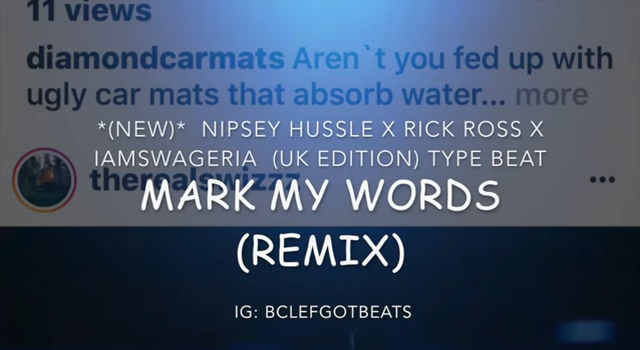 11 views
diamondcarmats Aren`t you fed up with
ugly car mats that absorb water... more
*(NEW)* NIPSEY HUSSLE X RICK ROSS X
IAMSWAGERIA (UK EDITION) TYPE BEAT
therealswizzz
MARK MY WORDS
(REMIX)
IG: BCLEFGOTBEATS